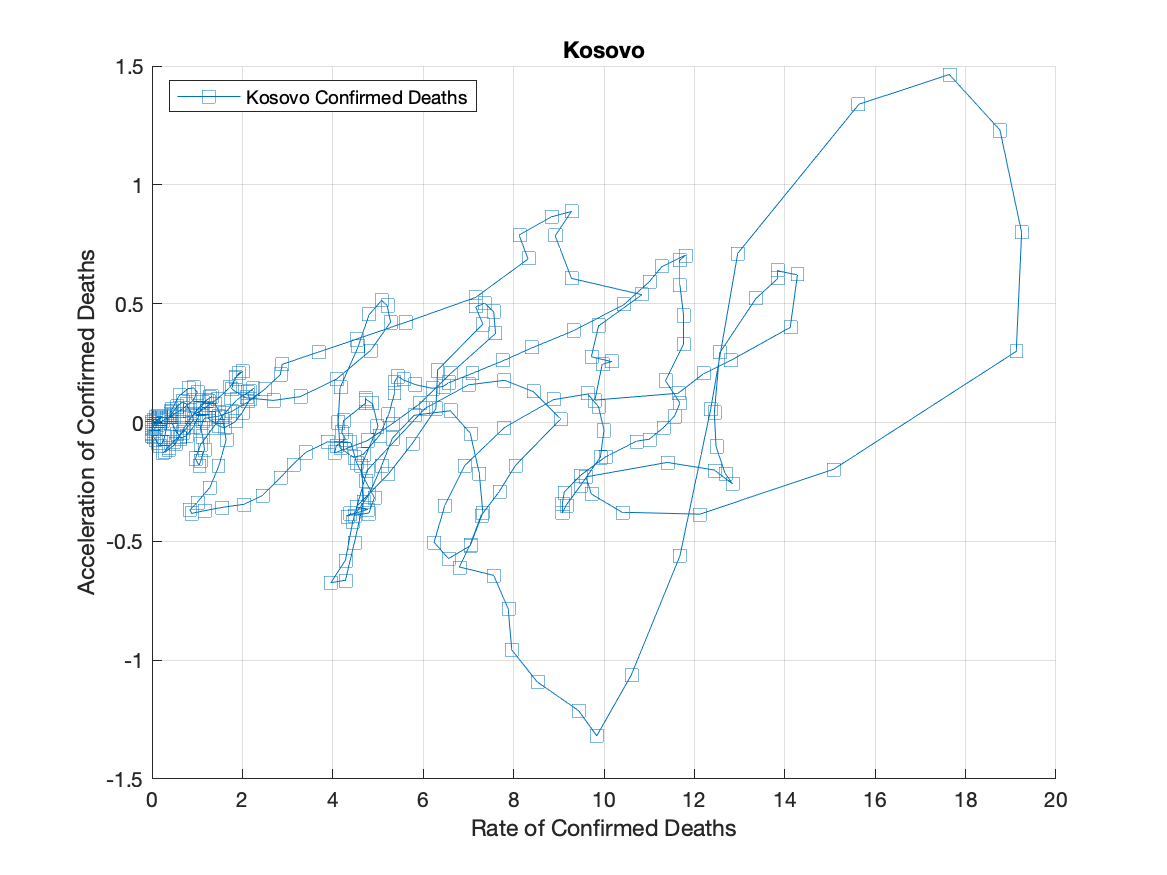 Kosovo
Kosovo Confirmed Deaths
1.5
1
0.5
0
-0.5
-1
-1.5
Acceleration of Confirmed Deaths
0 2 4 6 8 10 12 14 16 18 20
Rate of Confirmed Deaths